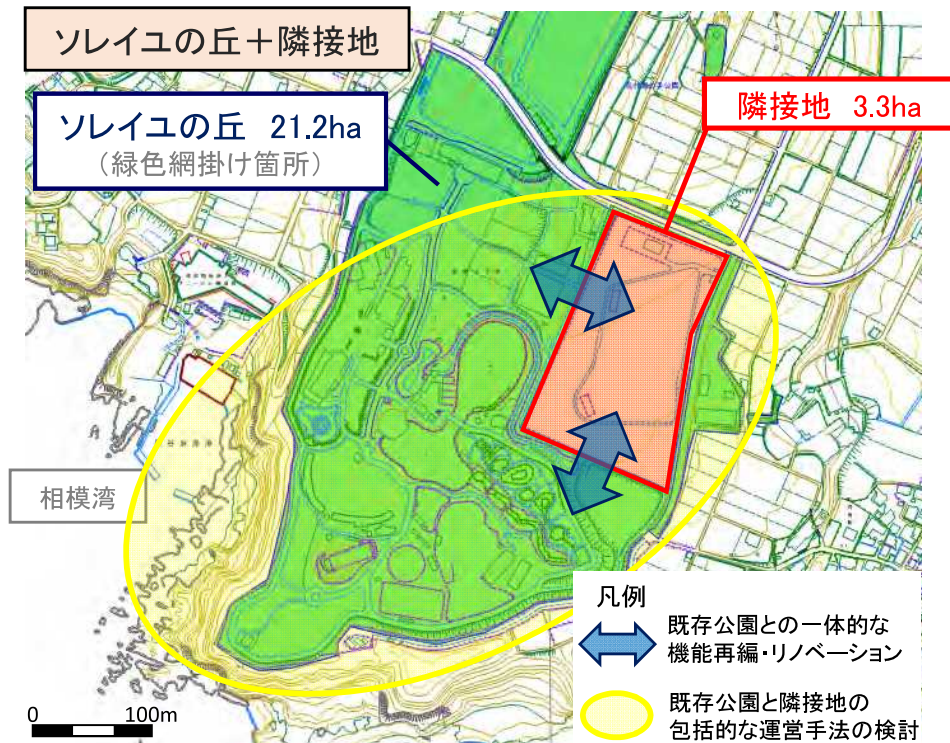 ソレイユの丘＋隣接地
ソレイユの丘 21.2ha
（緑色網掛け箇所）
隣接地 3.3ha
相模湾
凡例
既存公園との一体的な
機能再編・リノベーション
既存公園と隣接地の
包括的な運営手法の検討
0 100m